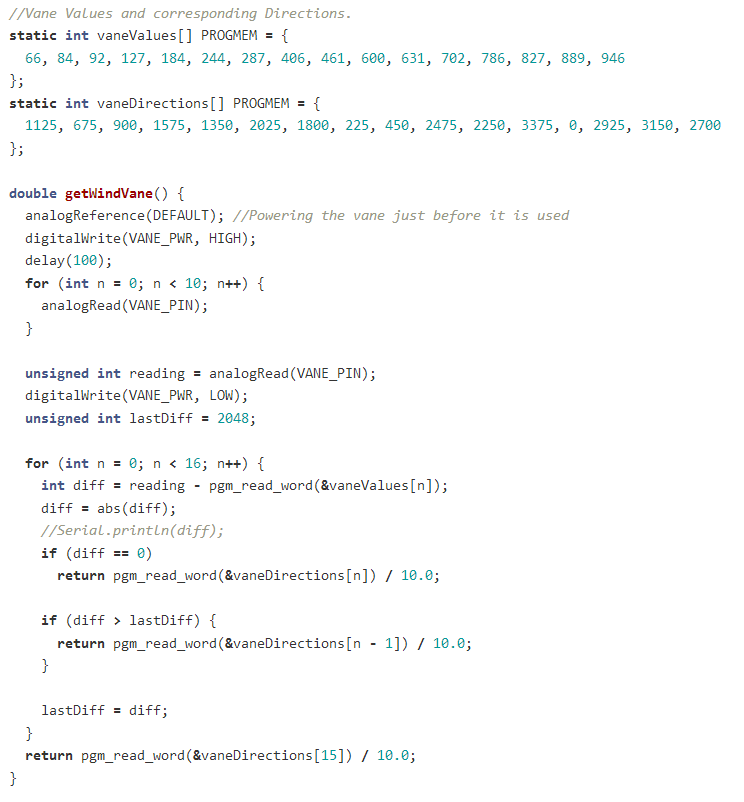 //Vane Values and corresponding Directions.
static int vaneValues[] PROGMEM = {
  66, 84, 92, 127, 184, 244, 287, 406, 461, 600, 631, 702, 786, 827, 889, 946
};
static int vaneDirections[] PROGMEM = {
  1125, 675, 900, 1575, 1350, 2025, 1800, 225, 450, 2475, 2250, 3375, 0, 2925, 3150, 2700
};

double getWindVane() {
  analogReference(DEFAULT); //Powering the vane just before it is used
  digitalWrite(VANE_PWR, HIGH);
  delay(100);
  for (int n = 0; n < 10; n++) {
    analogRead(VANE_PIN);
  }

  unsigned int reading = analogRead(VANE_PIN);
  digitalWrite(VANE_PWR, LOW);
  unsigned int lastDiff = 2048;

  for (int n = 0; n < 16; n++) {
    int diff = reading - pgm_read_word(&vaneValues[n]);
    diff = abs(diff);
    //Serial.println(diff);
    if (diff == 0)
      return pgm_read_word(&vaneDirections[n]) / 10.0;

    if (diff > lastDiff) {
      return pgm_read_word(&vaneDirections[n - 1]) / 10.0;
    }

    lastDiff = diff;
  }
  return pgm_read_word(&vaneDirections[15]) / 10.0;
}